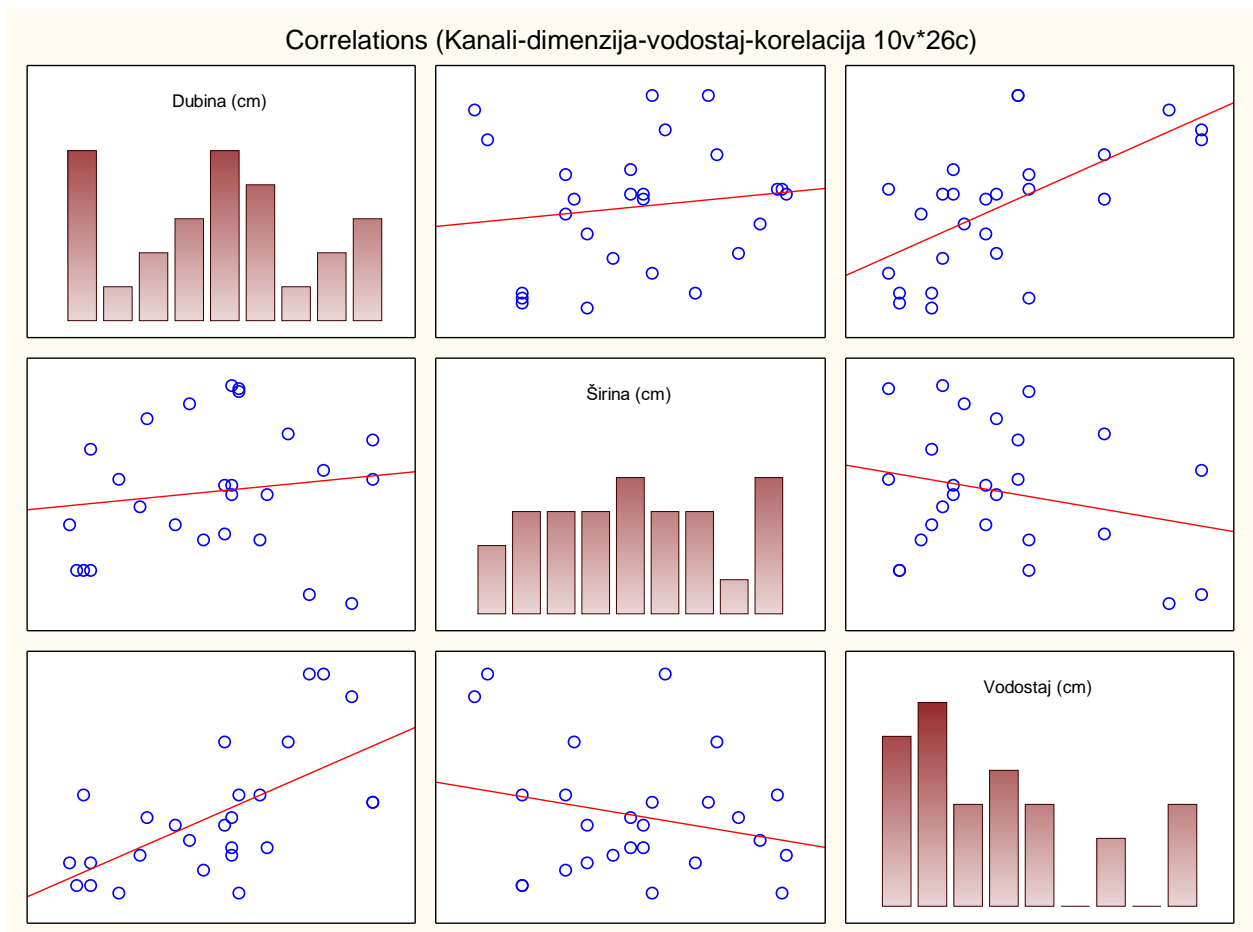 Correlations (Kanali-dimenzija-vodostaj-korelacija 10v*26c)
Dubina (cm)
Širina (cm)
Vodostaj (cm)